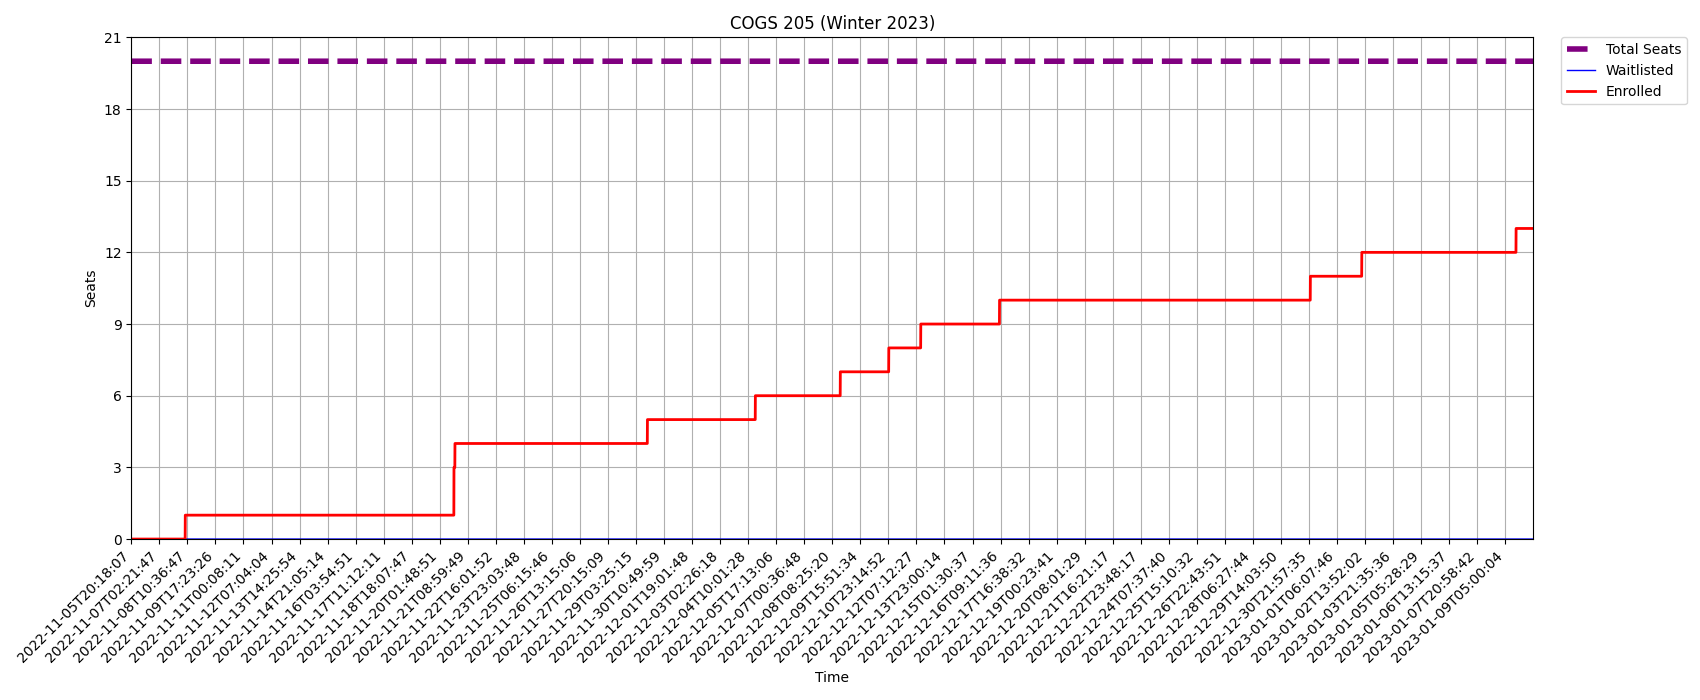 COGS 205 (Winter 2023)
Total Seats
Waitlisted
Enrolled
Seats
21
18
15
12
9
6
3
0
2022-11-05T20:18:07
2022-11-07T02:21:47
2022-11-08T10:36:47
2022-11-09T17:23:26
2022-11-11T00:08:11
2022-11-12T07:04:04
2022-11-13T14:25:54
2022-11-14T21:05:14
2022-11-16T03:54:51
2022-11-17T11:12:11
2022-11-18T18:07:47
2022-11-20T01:48:51
2022-11-21T08:59:49
2022-11-22T16:01:52
2022-11-23T23:03:48
2022-11-25T06:15:46
2022-11-26T13:15:06
2022-11-27T20:15:09
2022-11-29T03:25:15
2022-11-30T10:49:59
2022-12-01T19:01:48
2022-12-03T02:26:18
2022-12-04T10:01:28
2022-12-05T17:13:06
2022-12-07T00:36:48
2022-12-08T08:25:20
2022-12-09T15:51:34
2022-12-10T23:14:52
2022-12-12T07:12:27
2022-12-13T23:00:14
2022-12-15T01:30:37
2022-12-16T09:11:36
2022-12-17T16:38:32
2022-12-19T00:23:41
2022-12-20T08:01:29
2022-12-21T16:21:17
2022-12-22T23:48:17
2022-12-24T07:37:40
2022-12-25T15:10:32
2022-12-26T22:43:51
2022-12-28T06:27:44
2022-12-29T14:03:50
2022-12-30T21:57:35
2023-01-01T06:07:46
2023-01-02T13:52:02
2023-01-03T21:35:36
2023-01-05T05:28:29
2023-01-06T13:15:37
2023-01-07T20:58:42
2023-01-09T05:00:04
Time